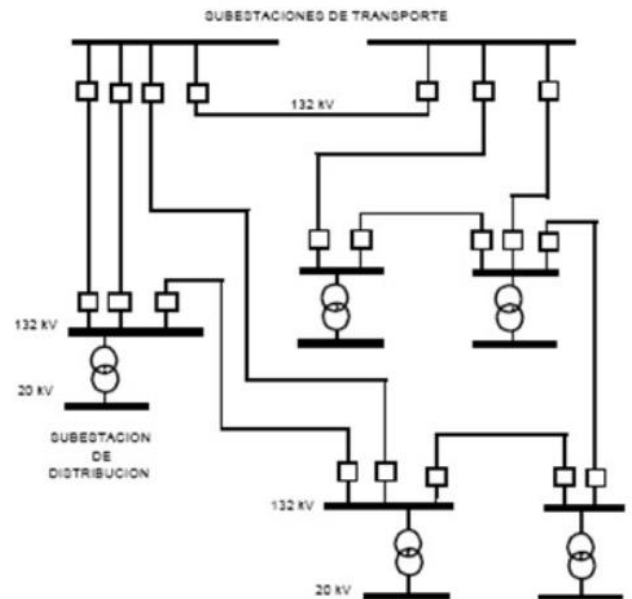 SUBESTACIONES DE TRANSPORTE
132 kV
132 kV
20 kV
SUBESTACION
DE
DISTRIBUCION
132 kV
20 kV